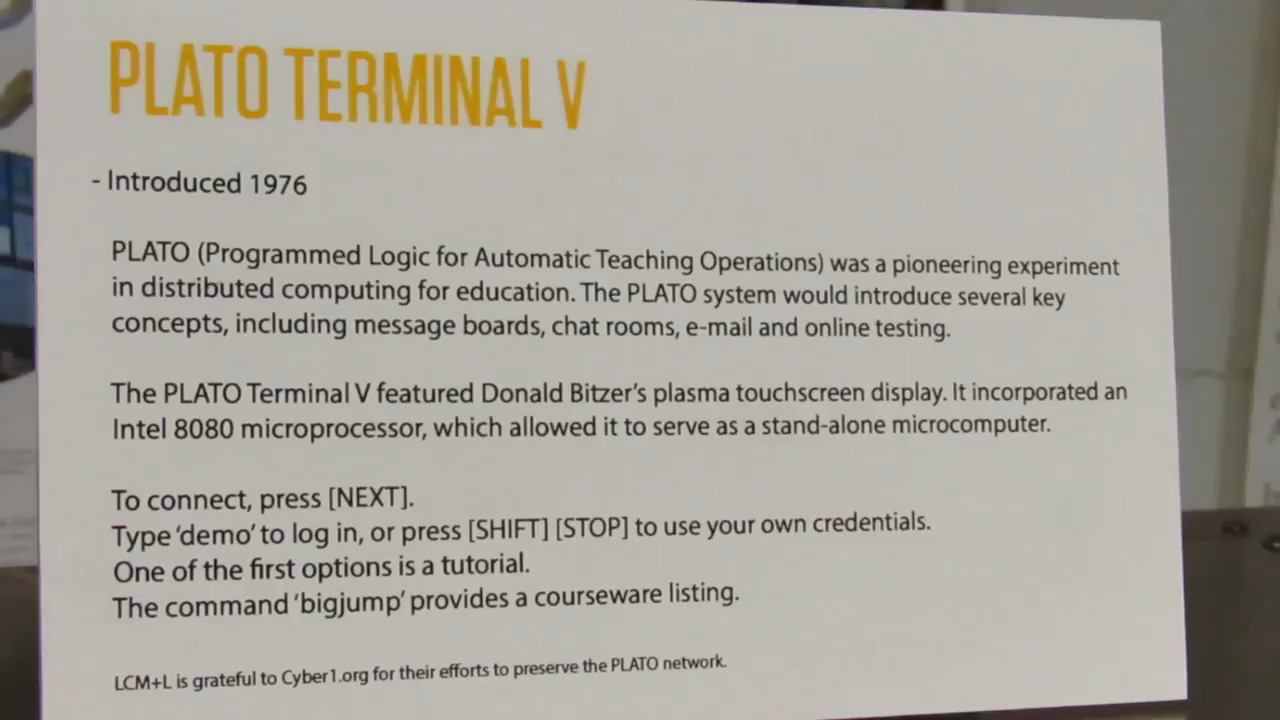 PLATO TERMINAL V
- Introduced 1976
PLATO (Programmed Logic for Automatic Teaching Operations) was a pioneering experiment
in distributed computing for education. The PLATO system would introduce several key
concepts, including message boards, chat rooms, e-mail and online testing.
The PLATO Terminal V featured Donald Bitzer's plasma touchscreen display. It incorporated an
Intel 8080 microprocessor, which allowed it to serve as a stand-alone microcomputer.
To connect, press [NEXT].
Type 'demo' to log in, or press [SHIFT] [STOP] to use your own credentials.
One of the first options is a tutorial.
The command 'bigjump' provides a courseware listing.
LCM+L is grateful to Cyber1.org for their efforts to preserve the PLATO network.